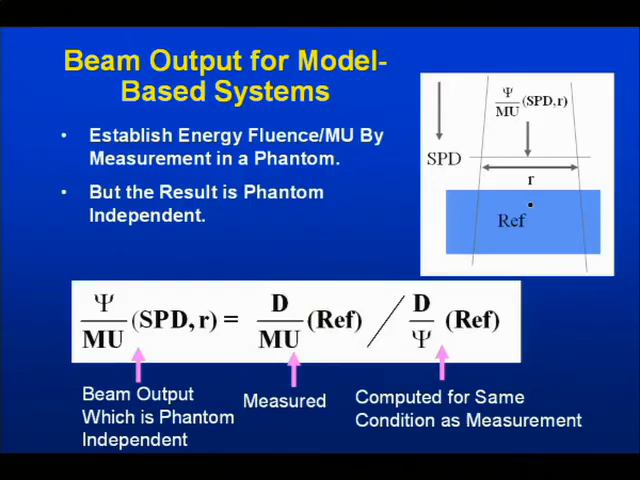 Beam Output for Model-
Based Systems
• Establish Energy Fluence/MU By
Measurement in a Phantom.
• But the Result is Phantom
Independent.
Ψ/MU (SPD, r)
SPD
r
Ref
Ψ/MU (SPD, r) = D/MU (Ref) / D/Ψ (Ref)
Beam Output
Which is Phantom
Independent
Measured
Computed for Same
Condition as Measurement